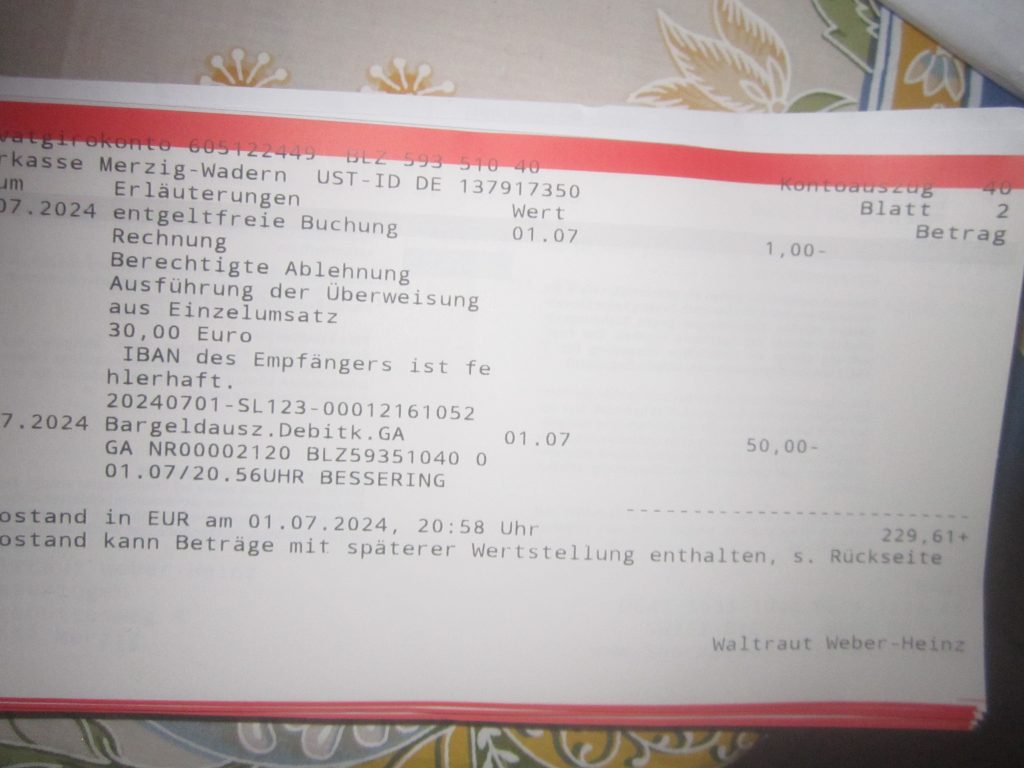 vatgirokonto 605122449 BLZ 593 510 40
rkasse Merzig-Wadern UST-ID DE 137917350 Kontoauszug 40
um Erläuterungen Wert Blatt 2
07.2024 entgeltfreie Buchung 01.07 Betrag
Rechnung 1,00-
Berechtigte Ablehnung
Ausführung der Überweisung
aus Einzelumsatz
30,00 Euro
IBAN des Empfängers ist fe
hlerhaft.
20240701-SL123-00012161052
7.2024 Bargeldausz.Debitk.GA 01.07 50,00-
GA NR00002120 BLZ59351040 0
01.07/20.56UHR BESSERING
ostand in EUR am 01.07.2024, 20:58 Uhr 229,61+
ostand kann Beträge mit späterer Wertstellung enthalten, s. Rückseite
Waltraut Weber-Heinz